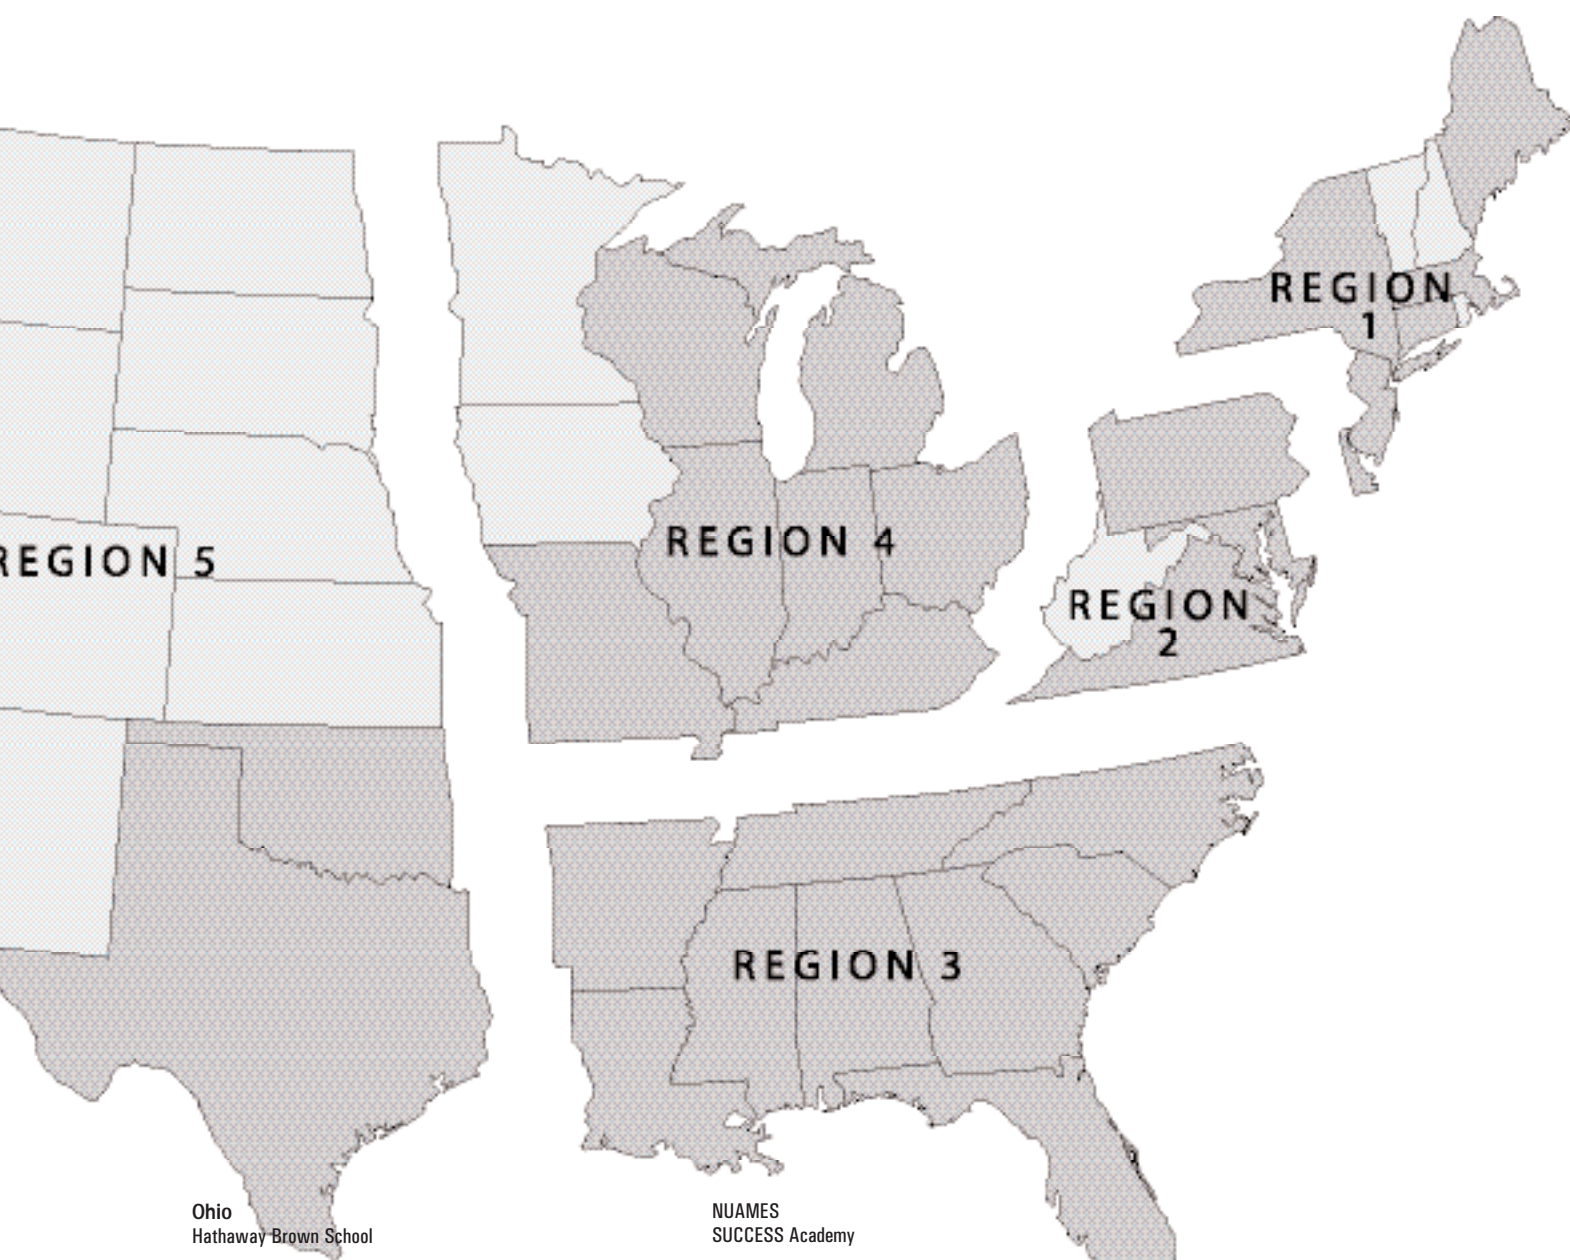 REGION
1
REGION 4
REGION 5
REGION
2
REGION 3
Ohio
Hathaway Brown School
NUAMES
SUCCESS Academy